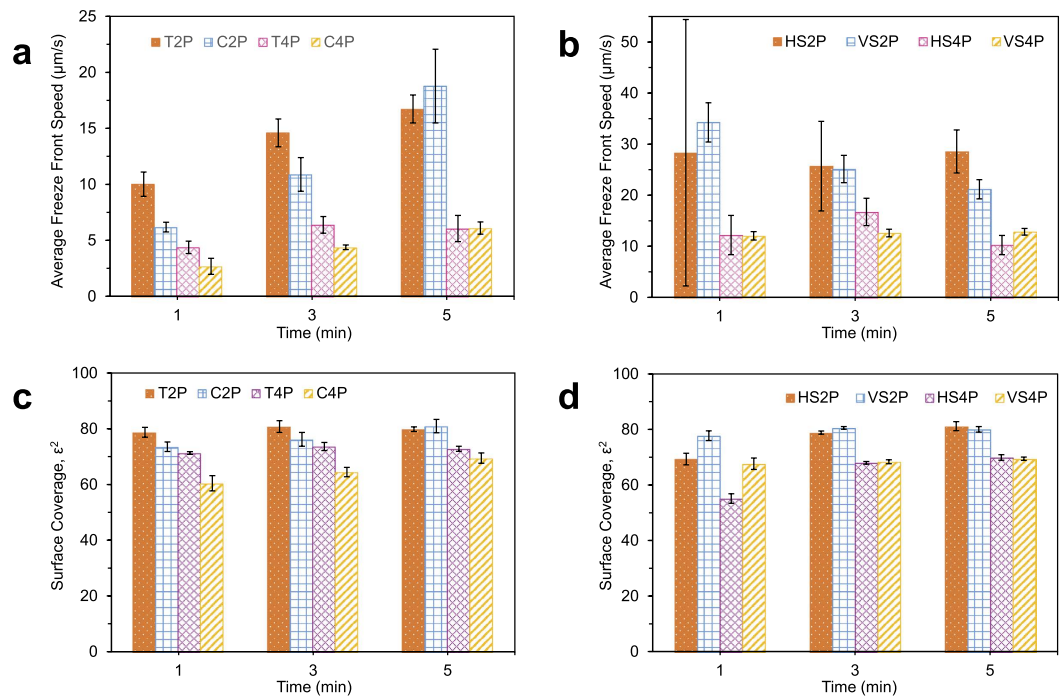 a
T2P C2P T4P C4P
Average Freeze Front Speed (μm/s)
25
20
15
10
5
0
1 3 5
Time (min)
b
HS2P VS2P HS4P VS4P
Average Freeze Front Speed (μm/s)
50
40
30
20
10
0
1 3 5
Time (min)
c
T2P C2P T4P C4P
Surface Coverage, ε²
100
80
60
40
20
0
1 3 5
Time (min)
d
HS2P VS2P HS4P VS4P
Surface Coverage, ε²
100
80
60
40
20
0
1 3 5
Time (min)